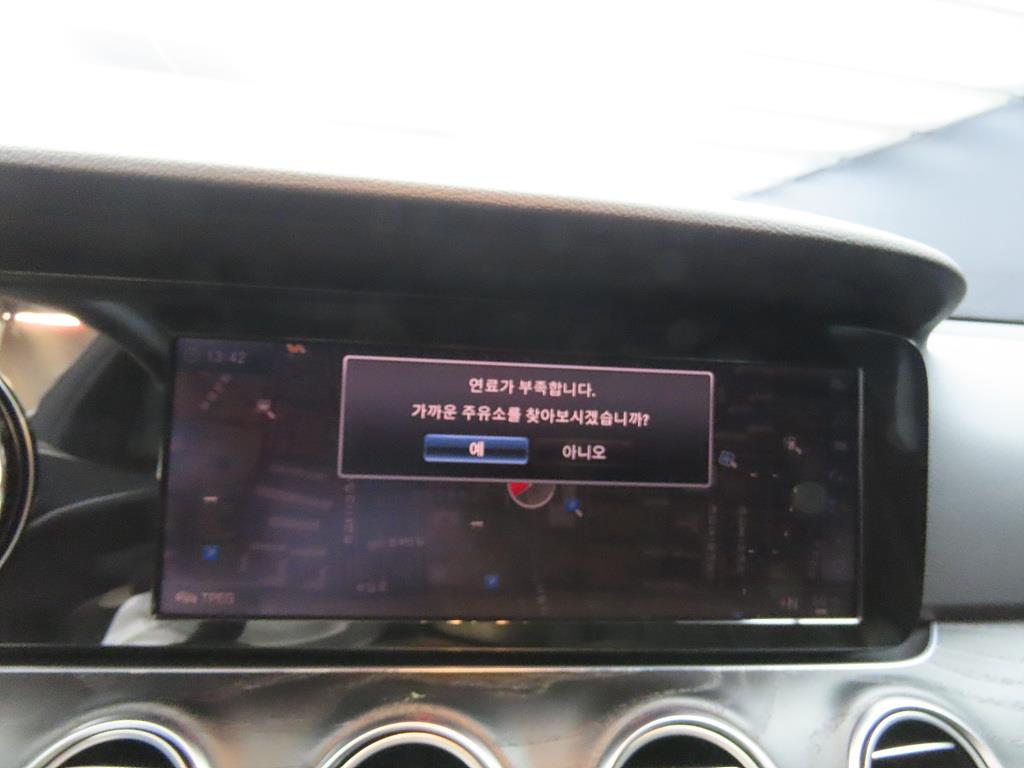 13:42
연료가 부족합니다.
가까운 주유소를 찾아보시겠습니까?
예
아니오
TPEG